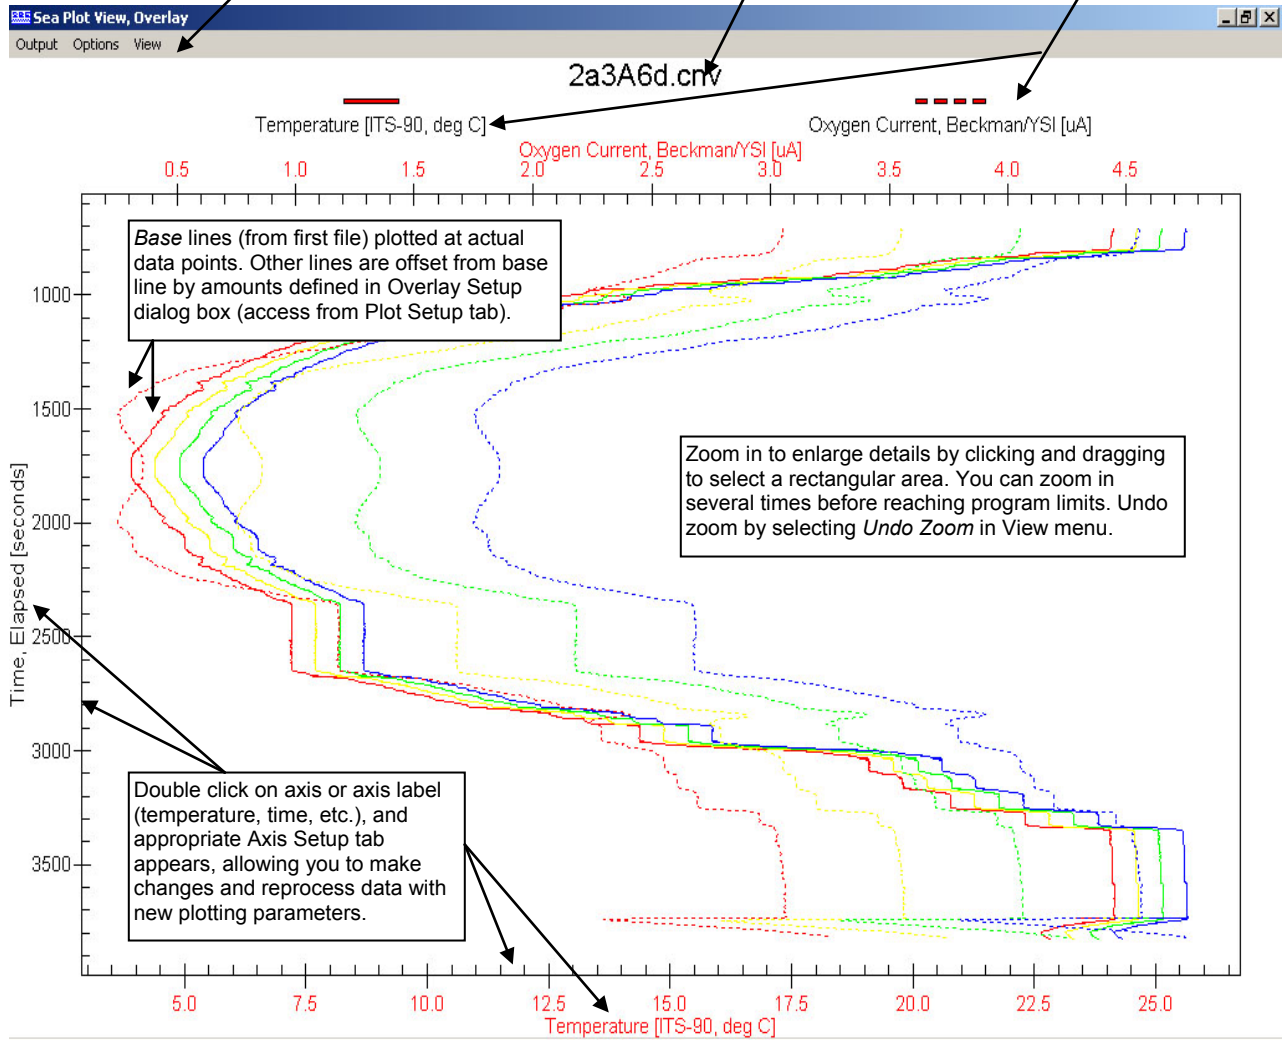 Sea Plot View, Overlay
Output Options View
2a3A6d.cnv
Temperature [ITS-90, deg C]
Oxygen Current, Beckman/YSI [uA]
Oxygen Current, Beckman/YSI [uA]
0.5 1.0 1.5 2.0 2.5 3.0 3.5 4.0 4.5
Base lines (from first file) plotted at actual
data points. Other lines are offset from base
line by amounts defined in Overlay Setup
dialog box (access from Plot Setup tab).
Zoom in to enlarge details by clicking and dragging
to select a rectangular area. You can zoom in
several times before reaching program limits. Undo
zoom by selecting Undo Zoom in View menu.
Time, Elapsed [seconds]
1000
1500
2000
2500
3000
3500
Double click on axis or axis label
(temperature, time, etc.), and
appropriate Axis Setup tab
appears, allowing you to make
changes and reprocess data with
new plotting parameters.
5.0 7.5 10.0 12.5 15.0 17.5 20.0 22.5 25.0
Temperature [ITS-90, deg C]